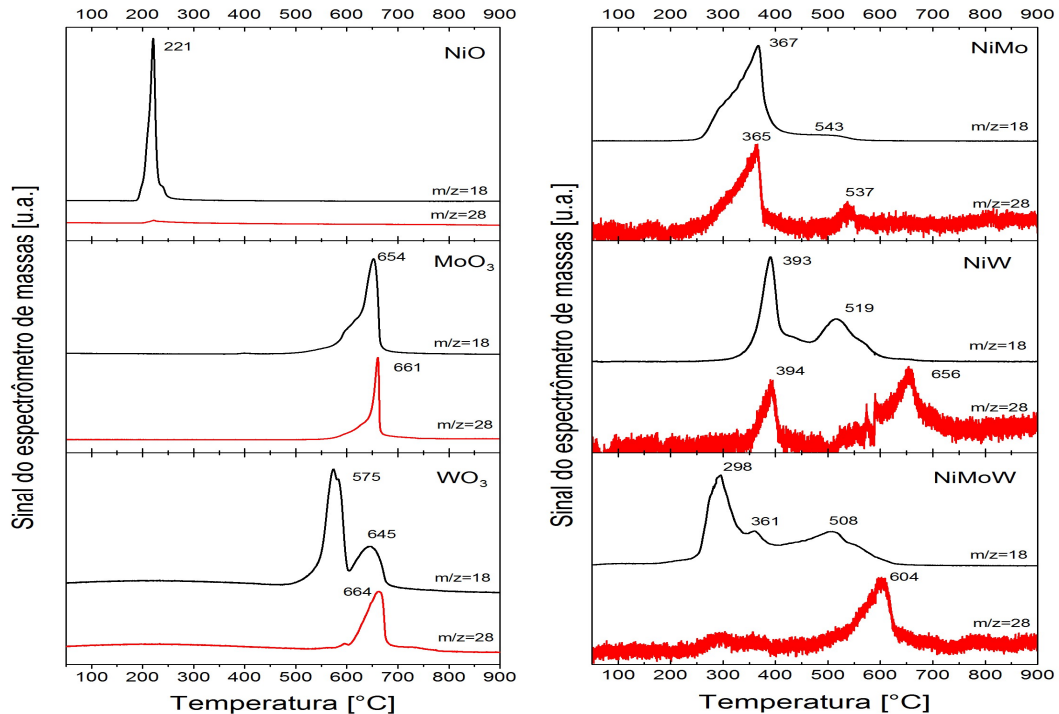 100 200 300 400 500 600 700 800 900
221
NiO
m/z=18
m/z=28
654
MoO₃
m/z=18
661
m/z=28
575
WO₃
645
m/z=18
664
m/z=28
100 200 300 400 500 600 700 800 900
Temperatura [°C]
Sinal do espectrômetro de massas [u.a.]
100 200 300 400 500 600 700 800 900
367
NiMo
543
m/z=18
365
537
m/z=28
393
NiW
519
m/z=18
394
656
m/z=28
298
NiMoW
361
508
m/z=18
604
m/z=28
100 200 300 400 500 600 700 800 900
Temperatura [°C]
Sinal do espectrômetro de massas [u.a.]